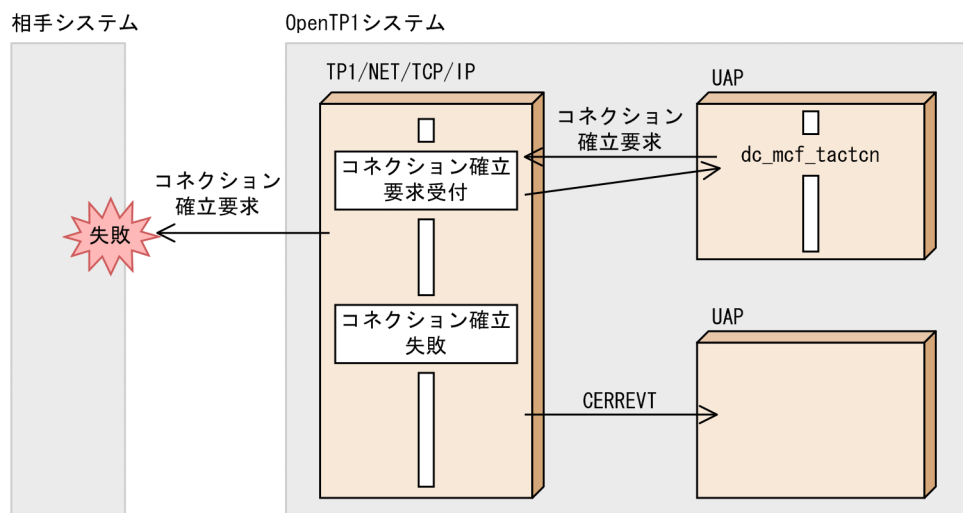 相手システム
OpenTP1システム
TP1/NET/TCP/IP
UAP
コネクション
確立要求
dc_mcf_tactcn
コネクション確立
要求受付
コネクション
確立要求
失敗
コネクション確立
失敗
UAP
CERREVT